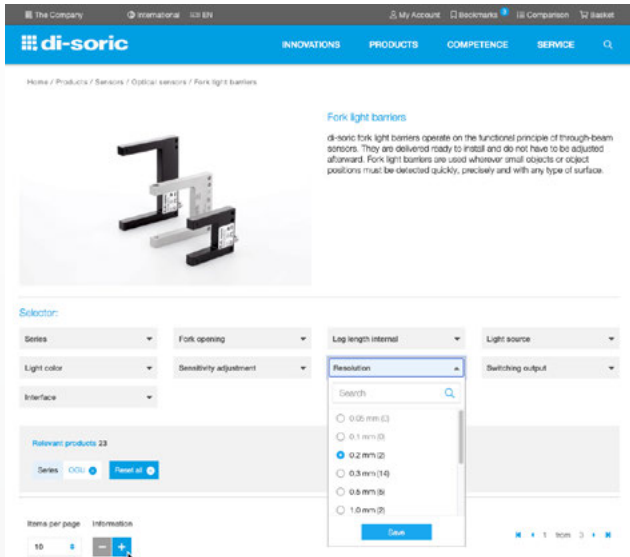 The Company International EN My Account Bookmarks 3 Comparison Basket
di-soric INNOVATIONS PRODUCTS COMPETENCE SERVICE
Home / Products / Sensors / Optical sensors / Fork light barriers
Fork light barriers
di-soric fork light barriers operate on the functional principle of through-beam
sensors. They are delivered ready to install and do not have to be adjusted
afterward. Fork light barriers are used wherever small objects or object
positions must be detected quickly, precisely and with any type of surface.
Selector:
Series Fork opening Leg length internal Light source
Light color Sensitivity adjustment Resolution Switching output
Interface
Search
0.05 mm (0)
0.1 mm (0)
0.2 mm (2)
0.3 mm (14)
0.5 mm (5)
1.0 mm (2)
Save
Relevant products 23
Series OGU Reset all
Items per page Information
10 1 from 3